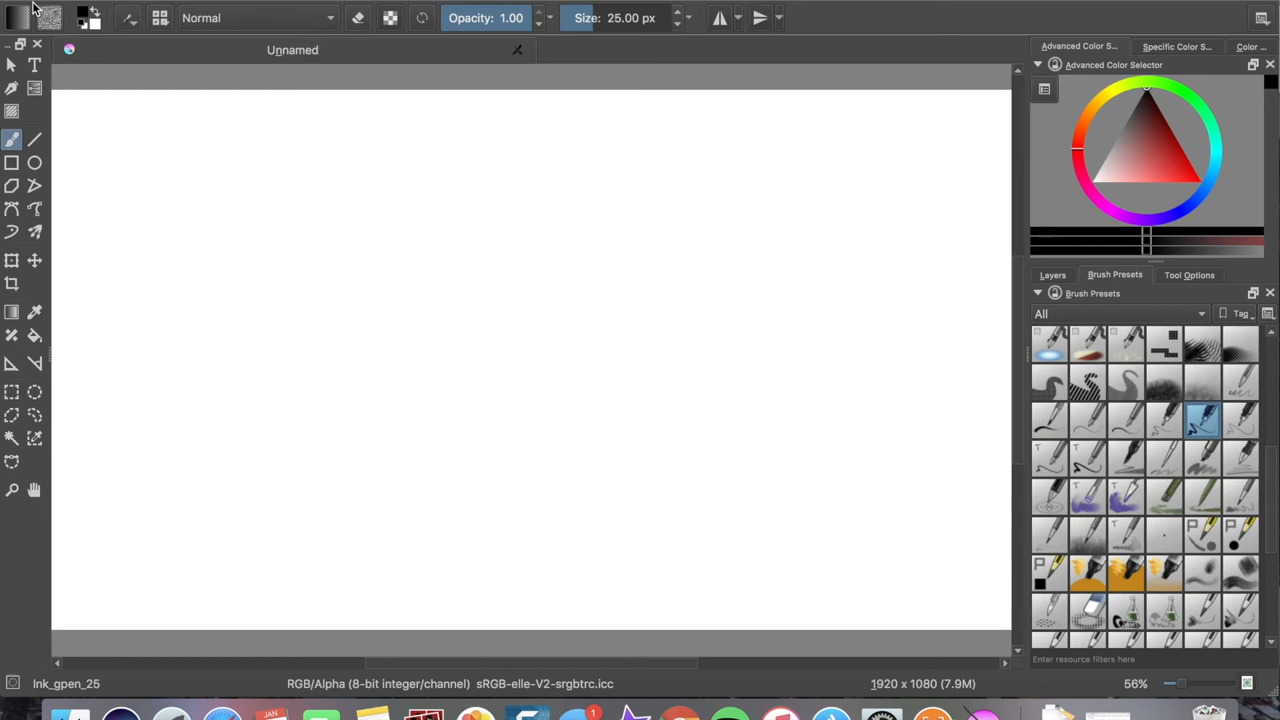 Normal
Opacity: 1.00
Size: 25.00 px
Unnamed
Advanced Color S...
Specific Color S...
Color ...
Advanced Color Selector
Layers
Brush Presets
Tool Options
Brush Presets
All
Tag
Enter resource filters here
Ink_gpen_25
RGB/Alpha (8-bit integer/channel) sRGB-elle-V2-srgbtrc.icc
1920 x 1080 (7.9M)
56%
JAN
1